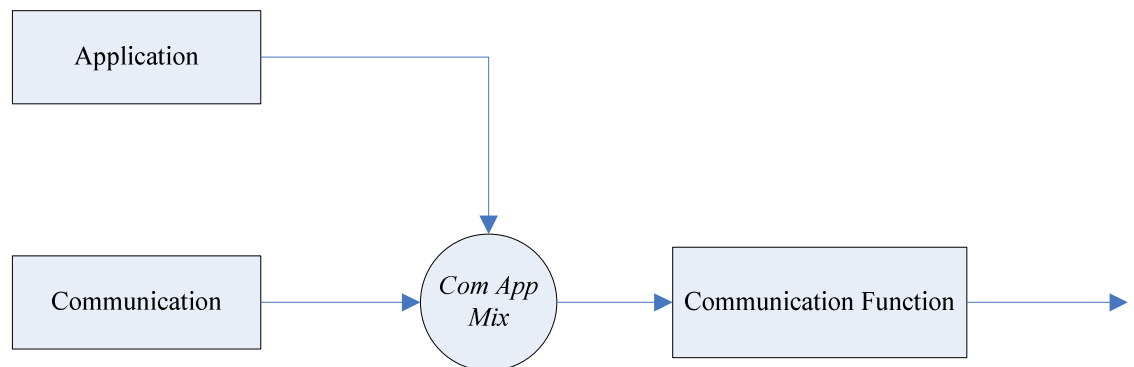 Application
Communication
Com App
Mix
Communication Function